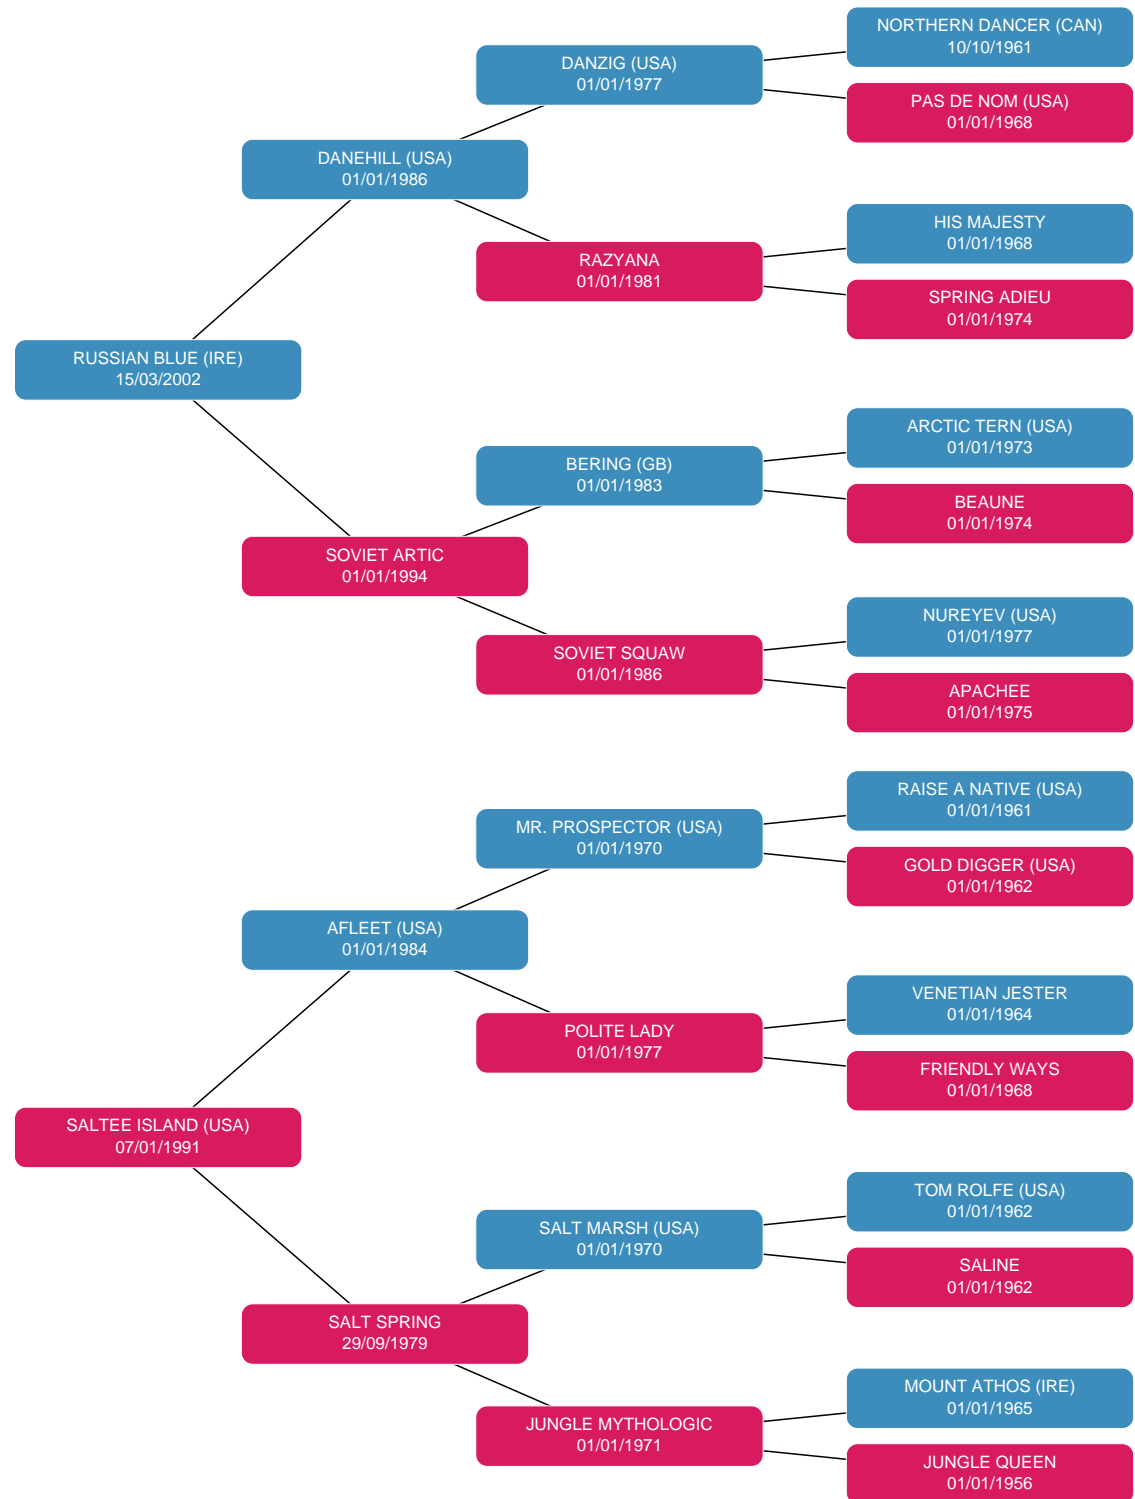 NORTHERN DANCER (CAN)
10/10/1961
DANZIG (USA)
01/01/1977
PAS DE NOM (USA)
01/01/1968
DANEHILL (USA)
01/01/1986
HIS MAJESTY
01/01/1968
RAZYANA
01/01/1981
SPRING ADIEU
01/01/1974
RUSSIAN BLUE (IRE)
15/03/2002
ARCTIC TERN (USA)
01/01/1973
BERING (GB)
01/01/1983
BEAUNE
01/01/1974
SOVIET ARTIC
01/01/1994
NUREYEV (USA)
01/01/1977
SOVIET SQUAW
01/01/1986
APACHEE
01/01/1975
RAISE A NATIVE (USA)
01/01/1961
MR. PROSPECTOR (USA)
01/01/1970
GOLD DIGGER (USA)
01/01/1962
AFLEET (USA)
01/01/1984
VENETIAN JESTER
01/01/1964
POLITE LADY
01/01/1977
FRIENDLY WAYS
01/01/1968
SALTEE ISLAND (USA)
07/01/1991
TOM ROLFE (USA)
01/01/1962
SALT MARSH (USA)
01/01/1970
SALINE
01/01/1962
SALT SPRING
29/09/1979
MOUNT ATHOS (IRE)
01/01/1965
JUNGLE MYTHOLOGIC
01/01/1971
JUNGLE QUEEN
01/01/1956